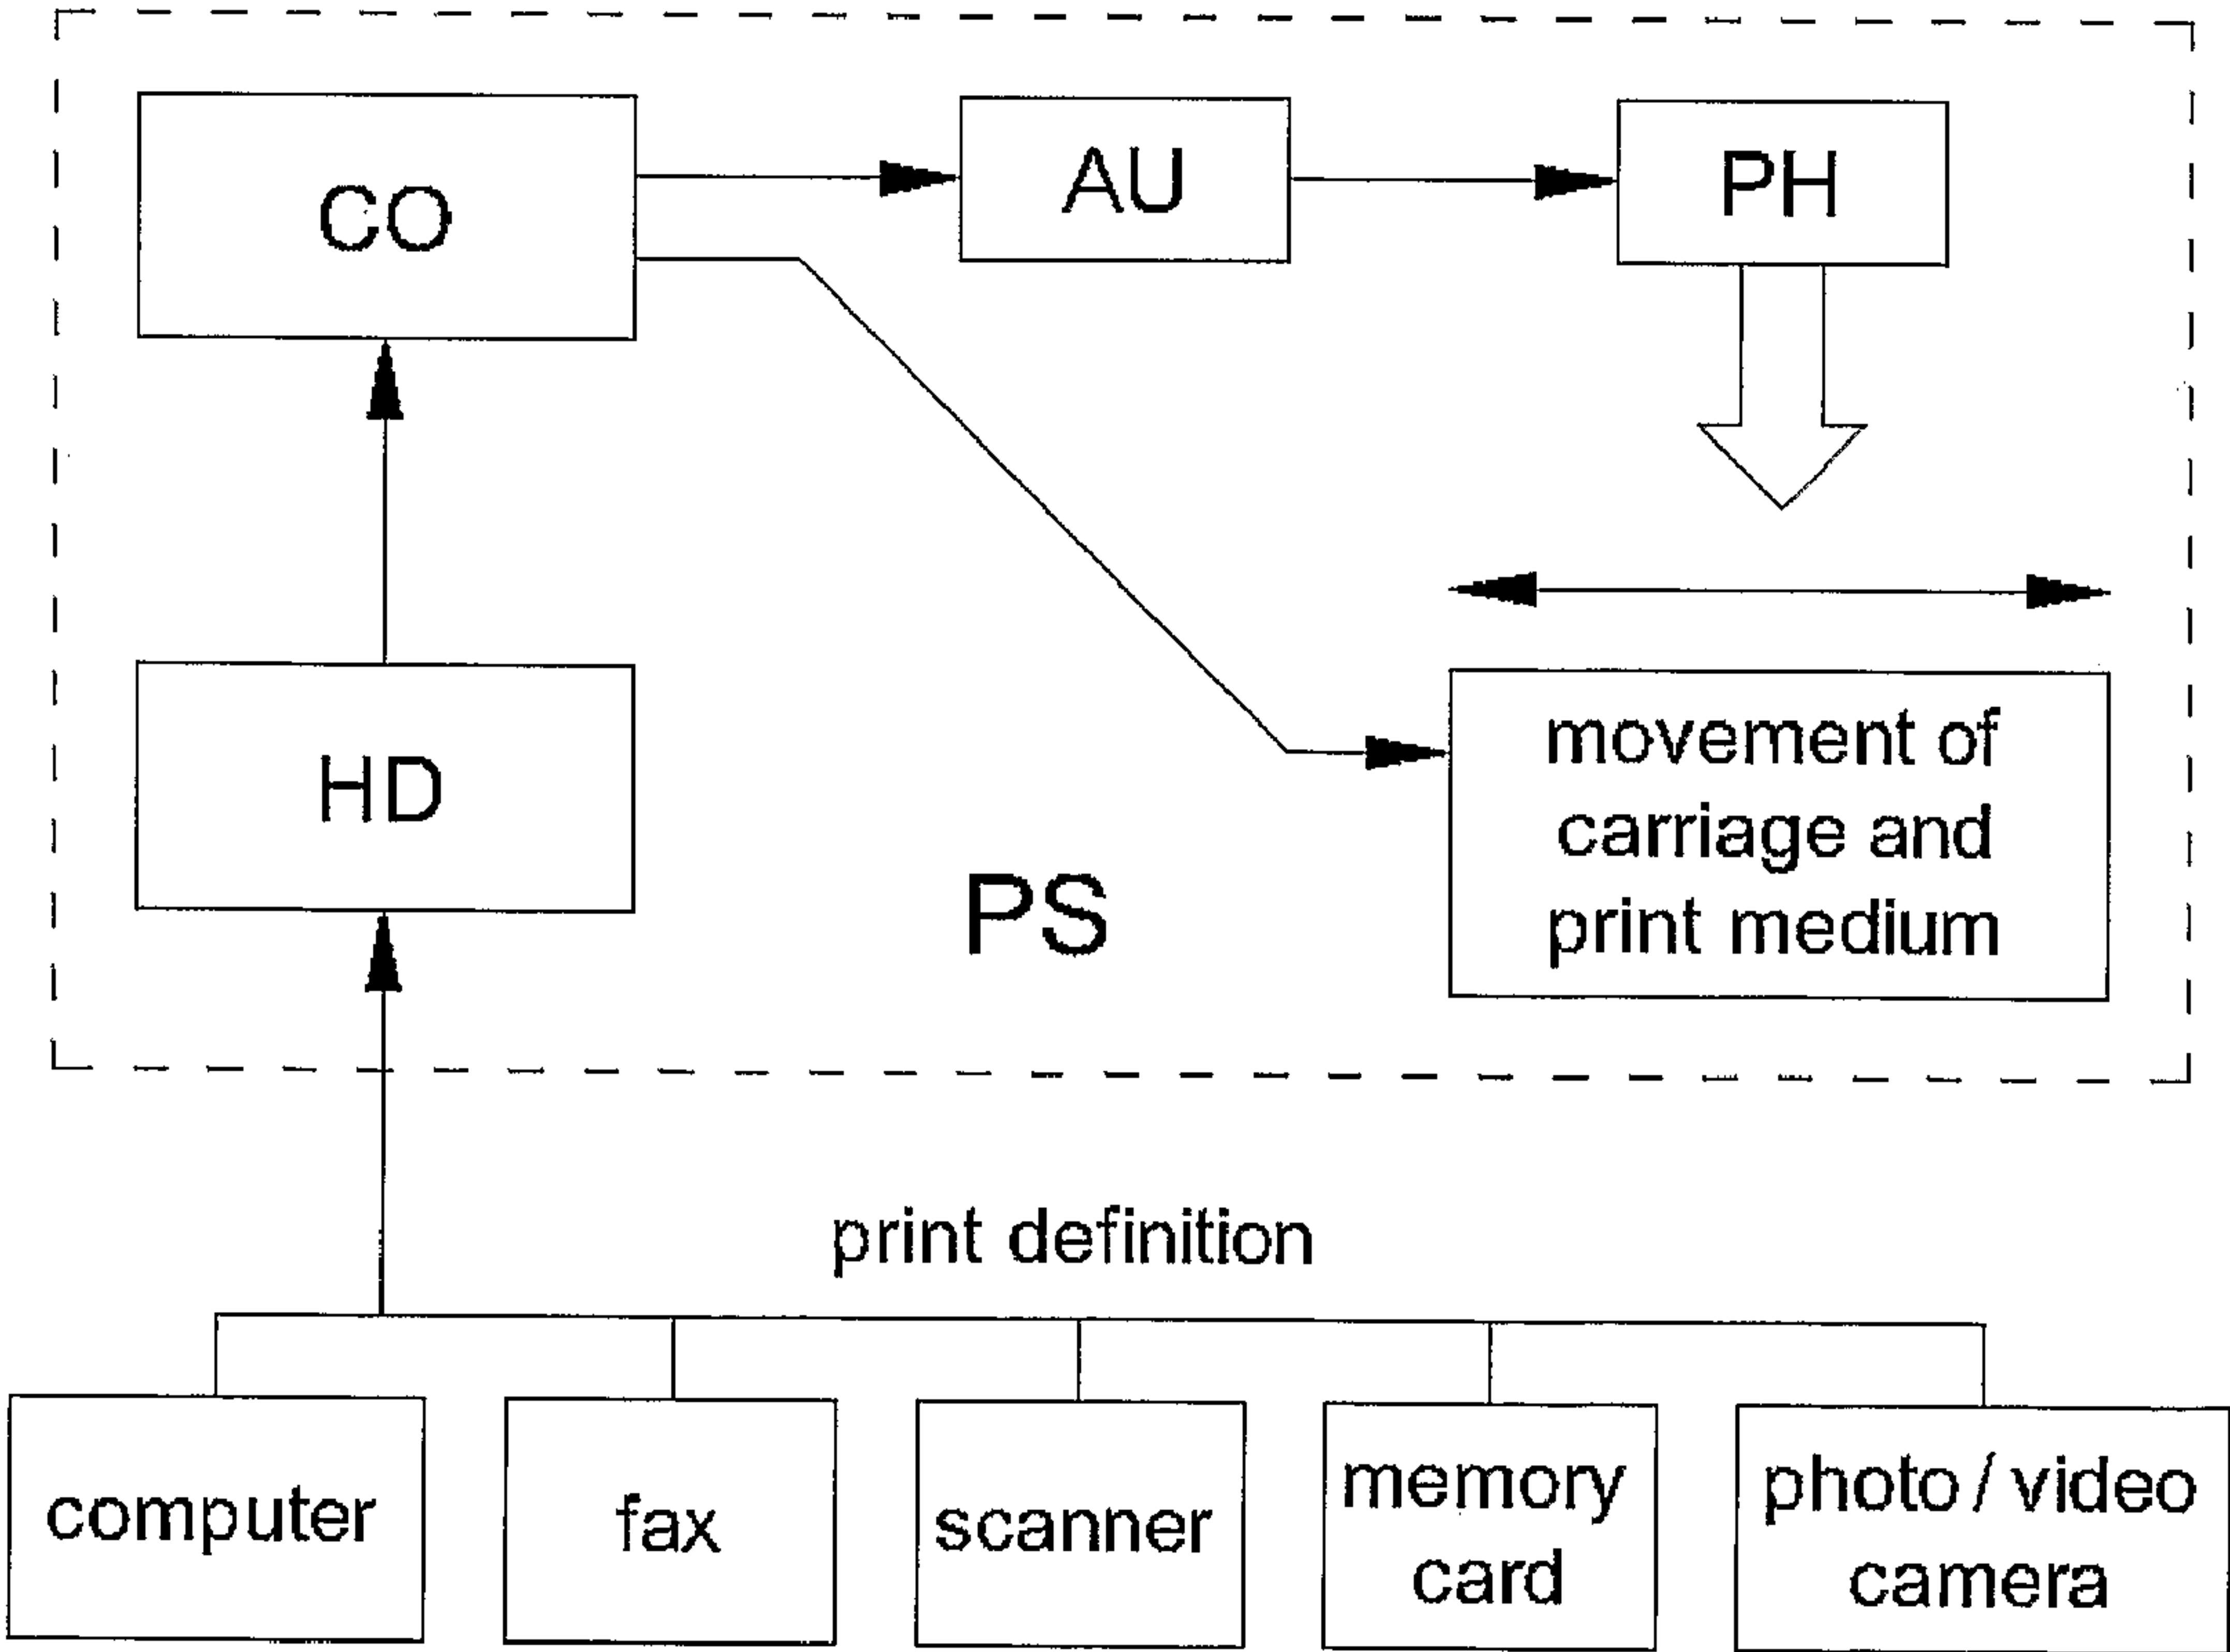 CO
AU
PH
HD
PS
movement of
carriage and
print medium
print definition
computer
fax
scanner
memory
card
photo / video
camera